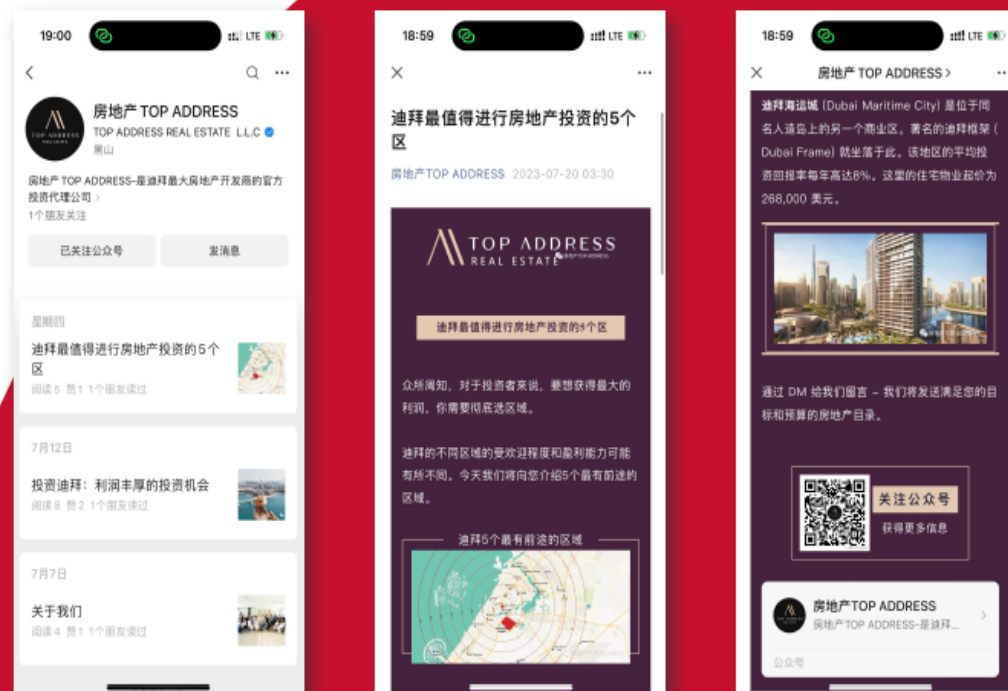 19:00
LTE
房地产 TOP ADDRESS
TOP ADDRESS REAL ESTATE L.L.C
黑山
房地产 TOP ADDRESS-是迪拜最大房地产开发商的官方
投资代理公司 >
1个朋友关注
已关注公众号
发消息
星期四
迪拜最值得进行房地产投资的5个
区
阅读 5 赞 1 1个朋友读过
7月12日
投资迪拜：利润丰厚的投资机会
阅读 8 赞 2 1个朋友读过
7月7日
关于我们
阅读 4 赞 1 1个朋友读过
18:59
LTE
迪拜最值得进行房地产投资的5个
区
房地产TOP ADDRESS 2023-07-20 03:30
TOP ADDRESS
REAL ESTATE
迪拜最值得进行房地产投资的5个区
众所周知，对于投资者来说，要想获得最大的
利润，你需要彻底选区域。
迪拜的不同区域的受欢迎程度和盈利能力可能
有所不同。今天我们将向您介绍5个最有前途的
区域。
迪拜5个最有前途的区域
18:59
LTE
房地产 TOP ADDRESS >
迪拜海运城 (Dubai Maritime City) 是位于同
名人造岛上的另一个商业区。著名的迪拜框架 (
Dubai Frame) 就坐落于此。该地区的平均投
资回报率每年高达8%。这里的住宅物业起价为
268,000 美元。
通过 DM 给我们留言 – 我们将发送满足您的目
标和预算的房地产目录。
关注公众号
获得更多信息
房地产TOP ADDRESS
房地产 TOP ADDRESS-是迪拜...
公众号